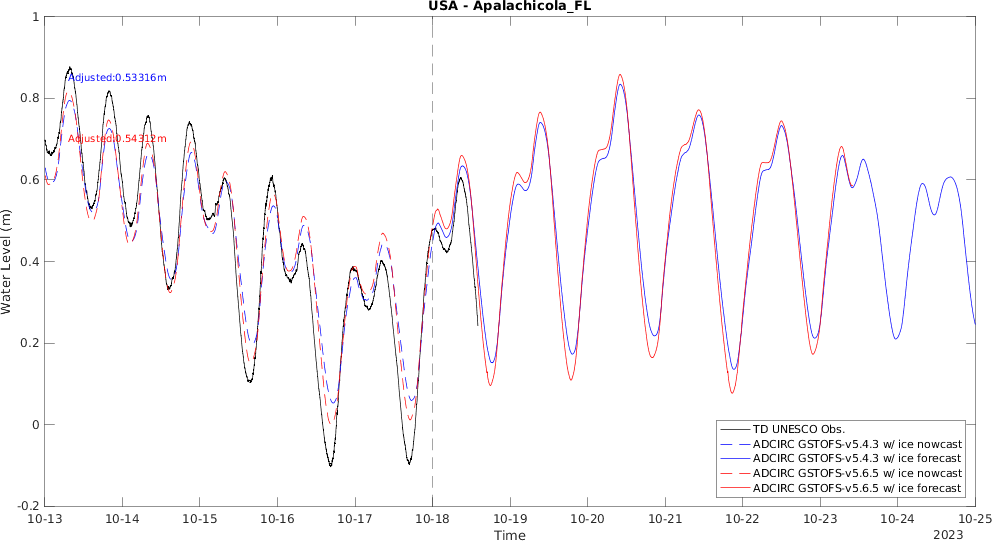 USA - Apalachicola_FL
1
0.8
0.6
0.4
0.2
0
-0.2
Water Level (m)
Adjusted:0.53316m
Adjusted:0.54312m
TD UNESCO Obs.
ADCIRC GSTOFS-v5.4.3 w/ ice nowcast
ADCIRC GSTOFS-v5.4.3 w/ ice forecast
ADCIRC GSTOFS-v5.6.5 w/ ice nowcast
ADCIRC GSTOFS-v5.6.5 w/ ice forecast
10-13 10-14 10-15 10-16 10-17 10-18 10-19 10-20 10-21 10-22 10-23 10-24 10-25
Time
2023